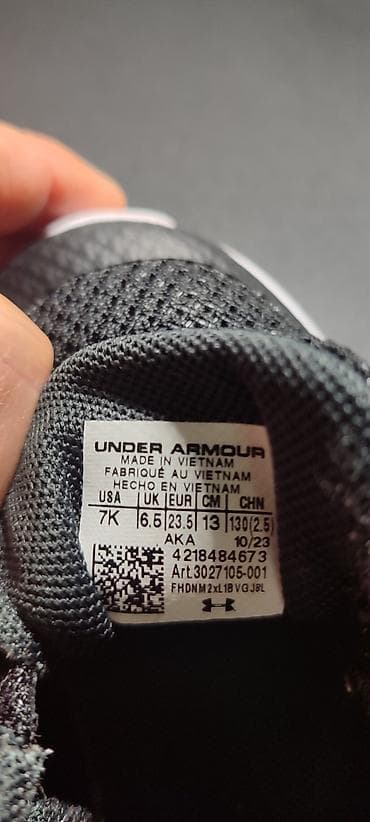 UNDER ARMOUR
MADE IN VIETNAM
FABRIQUÉ AU VIETNAM
HECHO EN VIETNAM
USA UK EUR CM CHN
7K 6.5 23.5 13 130(2.5)
AKA 10/23
4218484673
Art.3027105-001